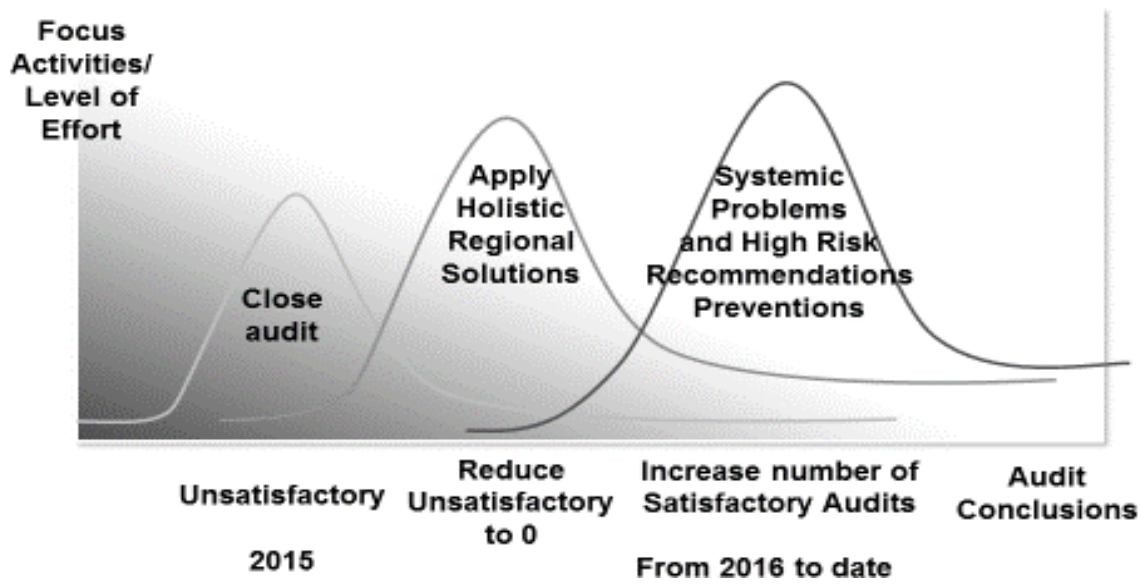 Focus
Activities/
Level of
Effort
Close
audit
Apply
Holistic
Regional
Solutions
Systemic
Problems
and High Risk
Recommendations
Preventions
Unsatisfactory
Reduce
Unsatisfactory
to 0
Increase number of
Satisfactory Audits
Audit
Conclusions
2015
From 2016 to date